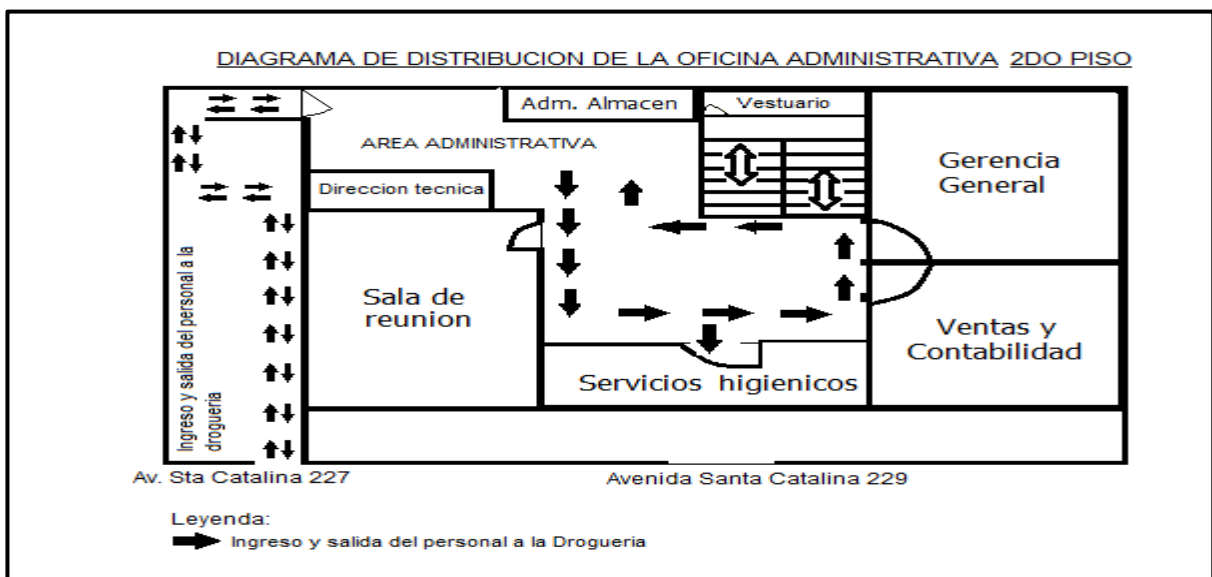 DIAGRAMA DE DISTRIBUCION DE LA OFICINA ADMINISTRATIVA 2DO PISO
Adm. Almacen
Vestuario
AREA ADMINISTRATIVA
Gerencia
General
Direccion tecnica
Sala de
reunion
Ventas y
Contabilidad
Servicios higienicos
Ingreso y salida del personal a la
drogueria
Av. Sta Catalina 227
Avenida Santa Catalina 229
Leyenda:
Ingreso y salida del personal a la Drogueria